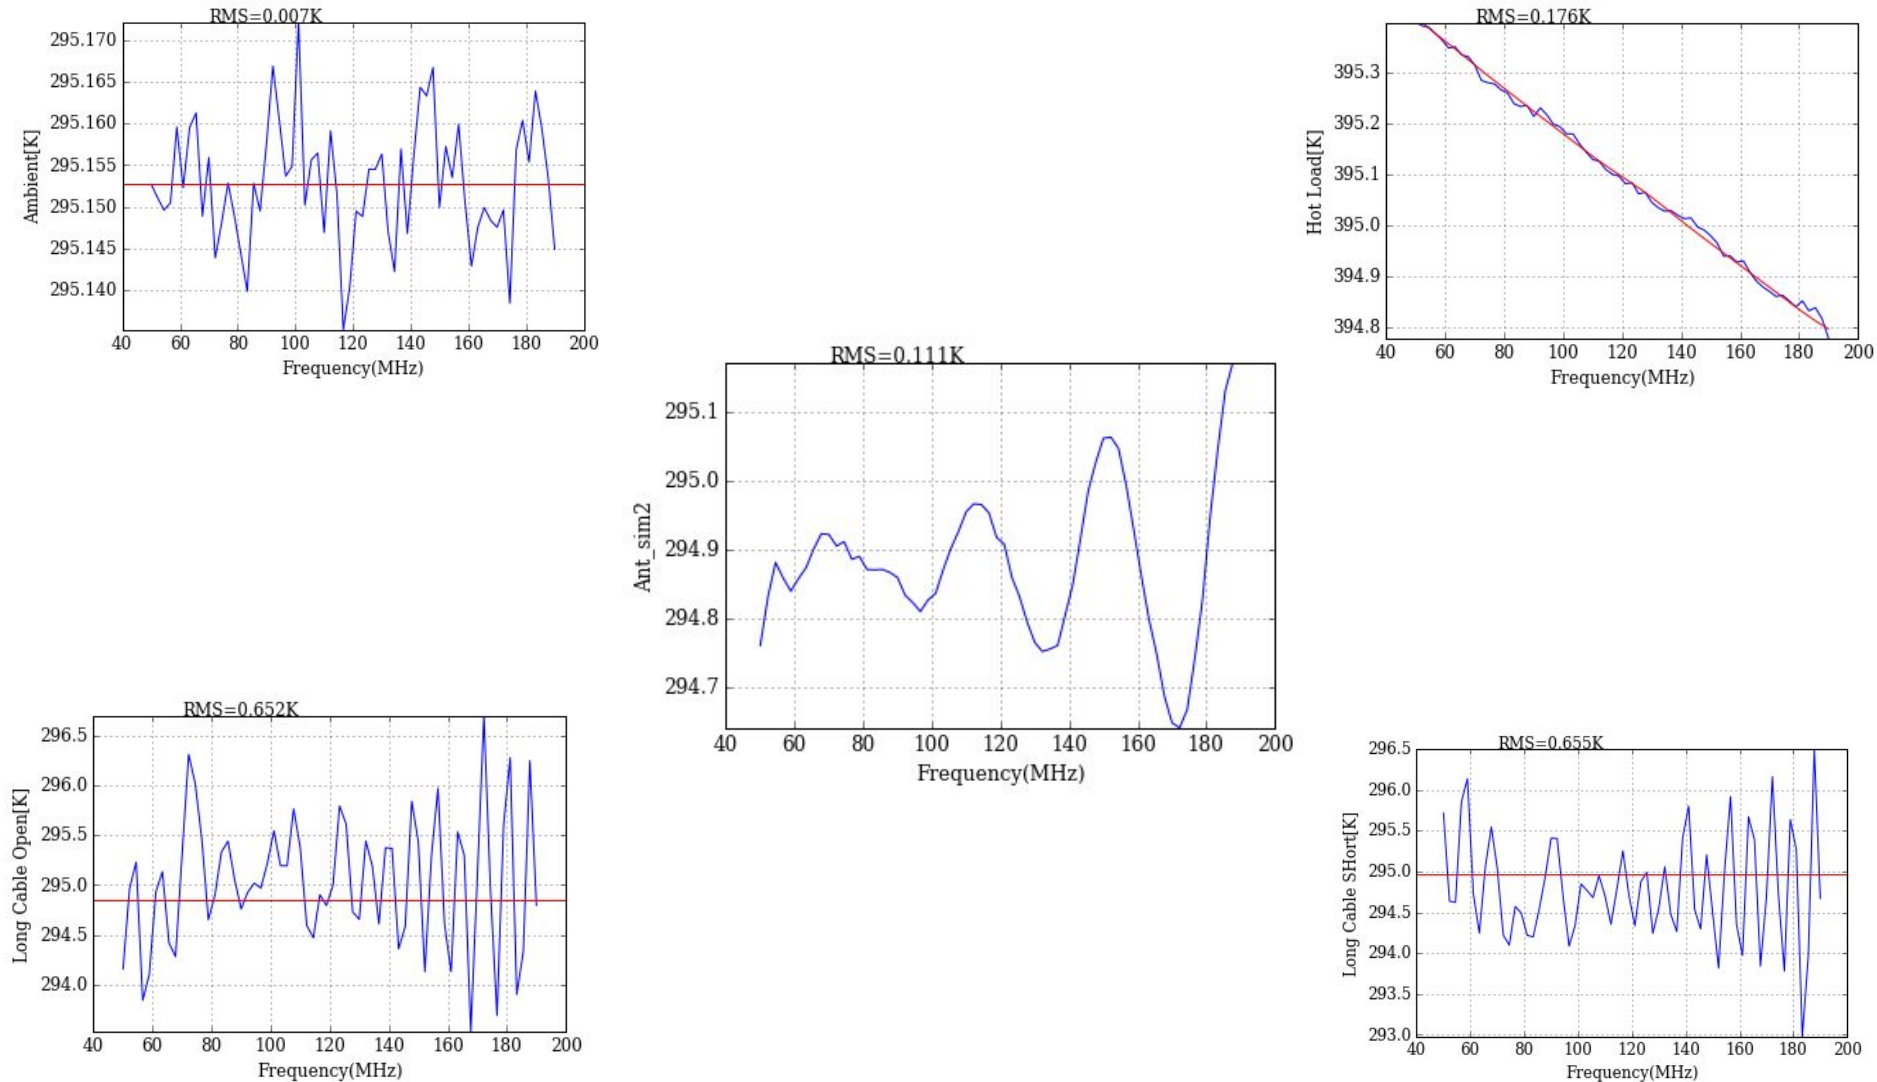 RMS=0.007K
295.170
295.165
295.160
295.155
295.150
295.145
295.140
Ambient[K]
40 60 80 100 120 140 160 180 200
Frequency(MHz)
RMS=0.176K
395.3
395.2
395.1
395.0
394.9
394.8
Hot Load[K]
40 60 80 100 120 140 160 180 200
Frequency(MHz)
RMS=0.111K
295.1
295.0
294.9
294.8
294.7
Ant_sim2
40 60 80 100 120 140 160 180 200
Frequency(MHz)
RMS=0.652K
296.5
296.0
295.5
295.0
294.5
294.0
Long Cable Open[K]
40 60 80 100 120 140 160 180 200
Frequency(MHz)
RMS=0.655K
296.5
296.0
295.5
295.0
294.5
294.0
293.5
293.0
Long Cable SHort[K]
40 60 80 100 120 140 160 180 200
Frequency(MHz)